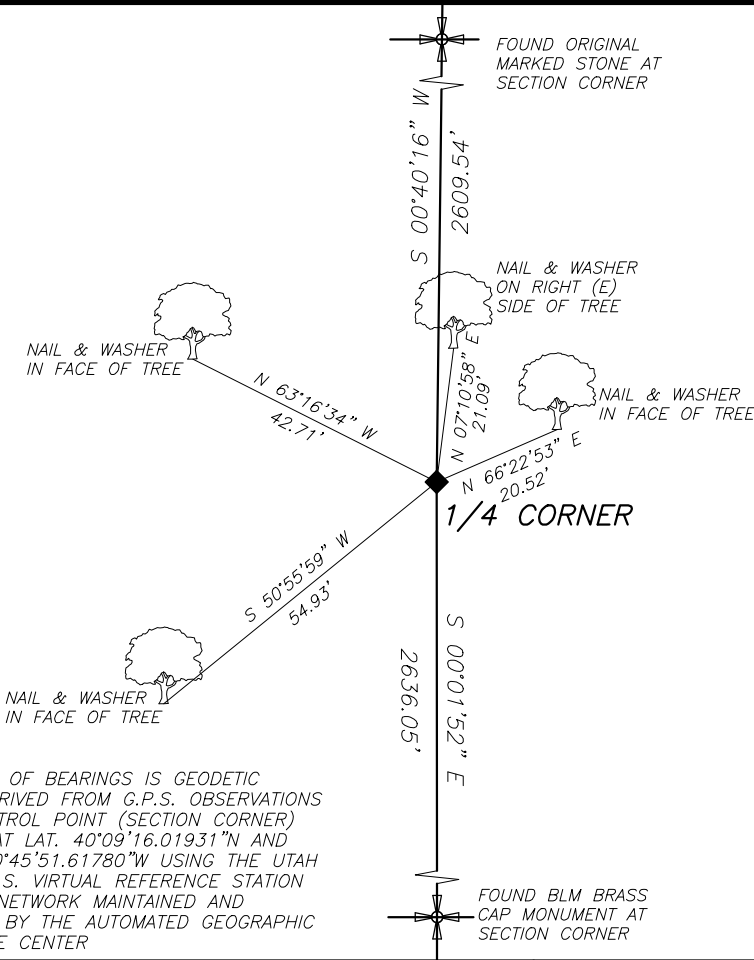 FOUND ORIGINAL
MARKED STONE AT
SECTION CORNER
S 00°40'16" W
2609.54'
NAIL & WASHER
ON RIGHT (E)
SIDE OF TREE
NAIL & WASHER
IN FACE OF TREE
N 63°16'34" W
42.71'
N 07°10'58" E
21.09'
NAIL & WASHER
IN FACE OF TREE
N 66°22'53" E
20.52'
1/4 CORNER
S 50°55'59" W
54.93'
NAIL & WASHER
IN FACE OF TREE
S 00°01'52" E
2636.05'
OF BEARINGS IS GEODETIC
RIVED FROM G.P.S. OBSERVATIONS
TROL POINT (SECTION CORNER)
AT LAT. 40°09'16.01931"N AND
0°45'51.61780"W USING THE UTAH
S. VIRTUAL REFERENCE STATION
NETWORK MAINTAINED AND
BY THE AUTOMATED GEOGRAPHIC
E CENTER
FOUND BLM BRASS
CAP MONUMENT AT
SECTION CORNER